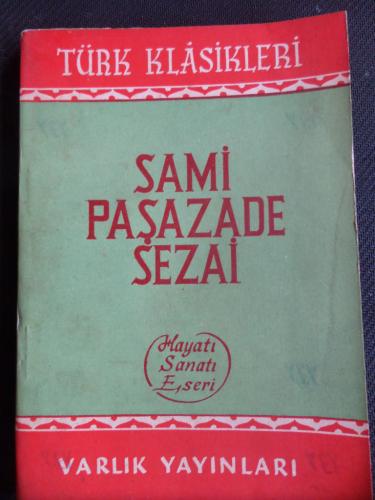 TÜRK KLÂSİKLERİ
SAMİ
PAŞAZADE
SEZAİ
Hayatı
Sanatı
Eseri
VARLIK YAYINLARI